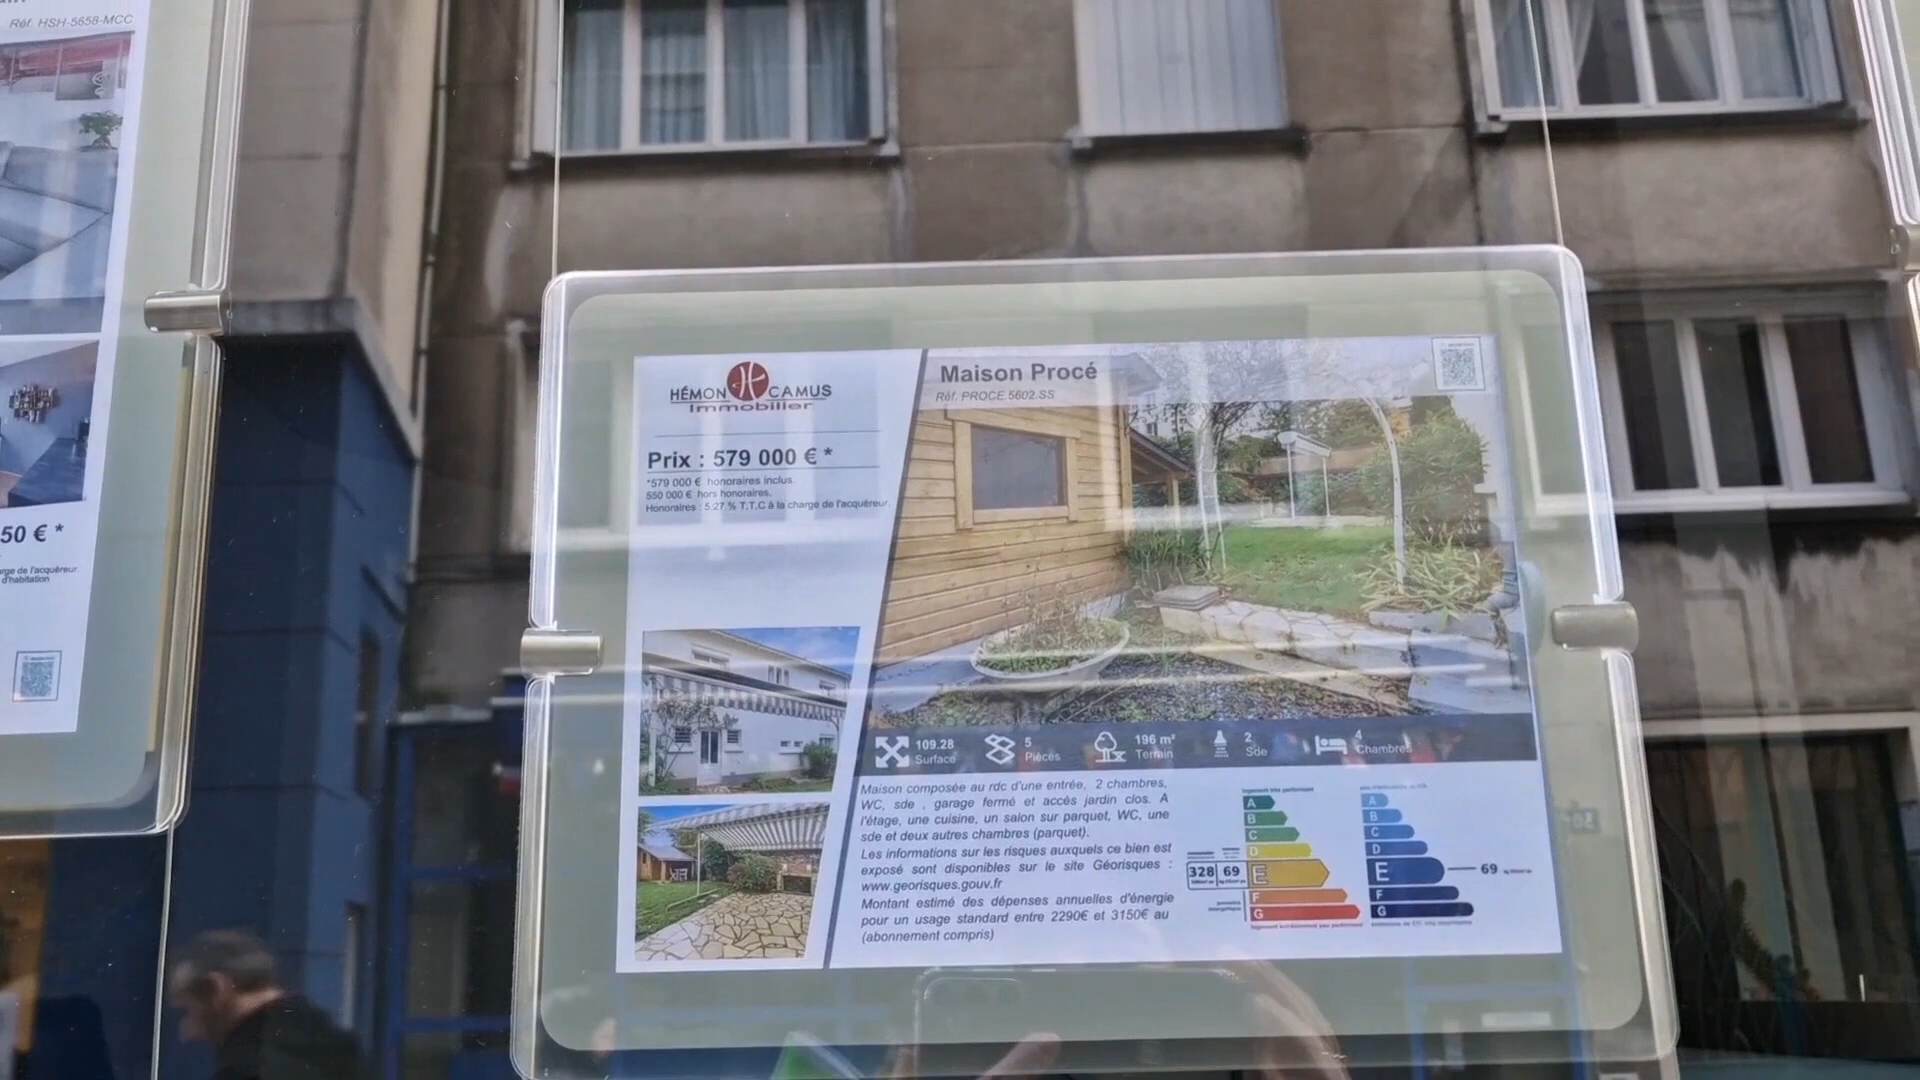 Réf. HSH-5658-MCC
50 € *
rge de l'acquéreur.
d'habitation
HÉMON CAMUS
Immobilier
Prix : 579 000 € *
*579 000 € honoraires inclus.
550 000 € hors honoraires.
Honoraires : 5.27 % T.T.C à la charge de l'acquéreur.
Maison Procé
Réf. PROCE.5602.SS
109.28
Surface
5
Pièces
196 m²
Terrain
2
Sde
4
Chambres
Maison composée au rdc d'une entrée, 2 chambres,
WC, sde , garage fermé et accés jardin clos. A
l'étage, une cuisine, un salon sur parquet, WC, une
sde et deux autres chambres (parquet).
Les informations sur les risques auxquels ce bien est
exposé sont disponibles sur le site Géorisques :
www.georisques.gouv.fr
Montant estimé des dépenses annuelles d'énergie
pour un usage standard entre 2290€ et 3150€ au
(abonnement compris)
logement très performant
A
B
C
D
328 69 E
F
G
A
B
C
D
E 69
F
G